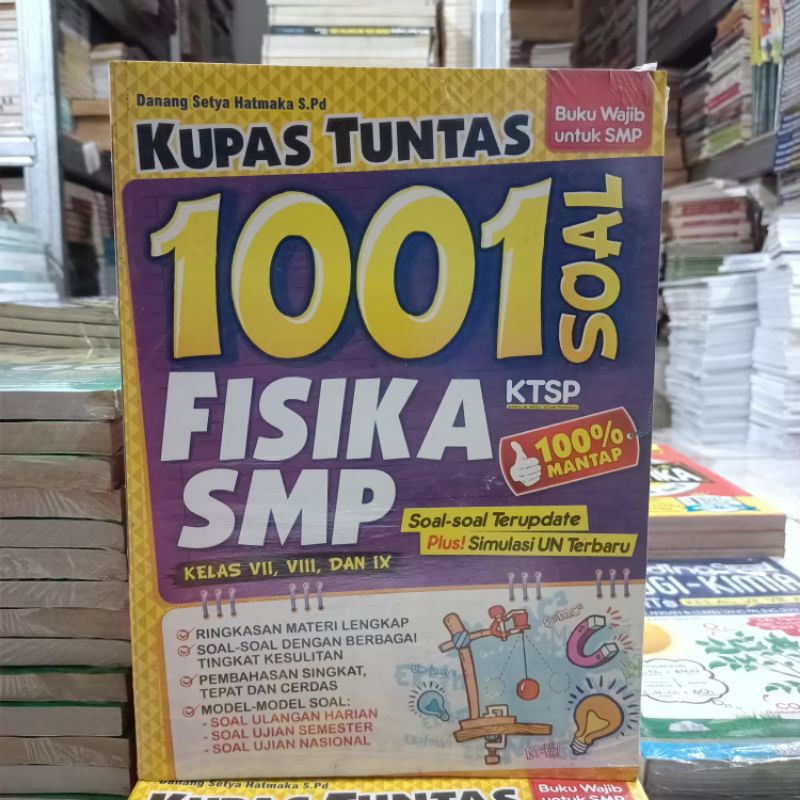 Danang Setya Hatmaka S.Pd
KUPAS TUNTAS
Buku Wajib
untuk SMP
1001
SOAL
FISIKA
SMP
KTSP
100%
MANTAP
Soal-soal Terupdate
Plus! Simulasi UN Terbaru
KELAS VII, VIII, DAN IX
RINGKASAN MATERI LENGKAP
SOAL-SOAL DENGAN BERBAGAI
TINGKAT KESULITAN
PEMBAHASAN SINGKAT,
TEPAT DAN CERDAS
MODEL-MODEL SOAL:
- SOAL ULANGAN HARIAN
- SOAL UJIAN SEMESTER
- SOAL UJIAN NASIONAL
Danang Setya Hatmaka S.Pd
KUPAS TUNTAS
Buku Wajib
untuk SMP